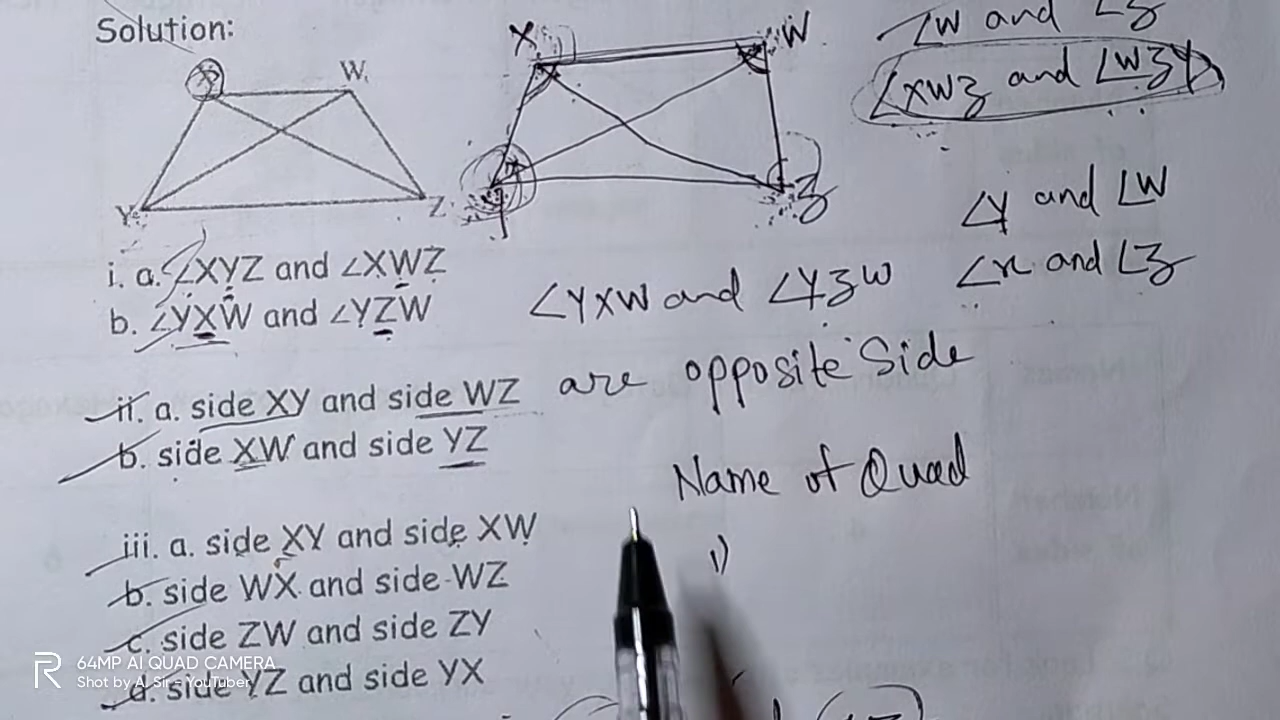 Solution:
X
W
Y
Z
X
W
Y
Z
∠W and ∠Z
∠XWZ and ∠WZY
∠Y and ∠W
∠x and ∠Z
i. a. ∠XYZ and ∠XWZ
b. ∠YXW and ∠YZW
∠YXW and ∠YZW
are opposite side
ii. a. side XY and side WZ
b. side XW and side YZ
Name of Quad
1)
iii. a. side XY and side XW
b. side WX and side WZ
c. side ZW and side ZY
d. side YZ and side YX
64MP AI QUAD CAMERA
Shot by A. Sir - YouTuber